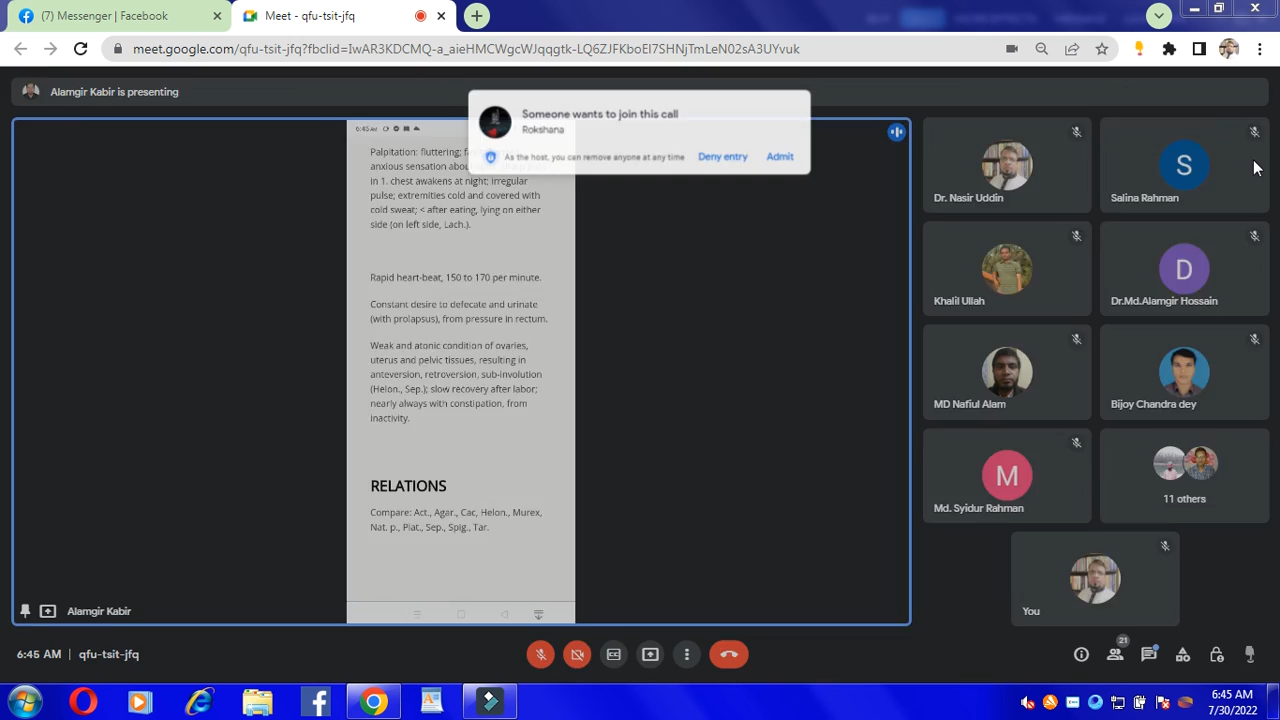 (7) Messenger | Facebook
Meet - qfu-tsit-jfq
meet.google.com/qfu-tsit-jfq?fbclid=IwAR3KDCMQ-a_aieHMCWgcWJqqgtk-LQ6ZJFKboEI7SHNjTmLeN02sA3UYvuk
Alamgir Kabir is presenting
Someone wants to join this call
Rokshana
As the host, you can remove anyone at any time
Deny entry
Admit
6:45 AM
Palpitation: fluttering;
anxious sensation
in 1. chest awakens at night; irregular
pulse; extremities cold and covered with
cold sweat; < after eating, lying on either
side (on left side, Lach.).
Rapid heart-beat, 150 to 170 per minute.
Constant desire to defecate and urinate
(with prolapsus), from pressure in rectum.
Weak and atonic condition of ovaries,
uterus and pelvic tissues, resulting in
anteversion, retroversion, sub-involution
(Helon., Sep.); slow recovery after labor;
nearly always with constipation, from
inactivity.
RELATIONS
Compare: Act., Agar., Cac, Helon., Murex,
Nat. p., Plat., Sep., Spig., Tar.
Alamgir Kabir
Dr. Nasir Uddin
S
Salina Rahman
Khalil Ullah
D
Dr.Md.Alamgir Hossain
MD Nafiul Alam
Bijoy Chandra dey
M
Md. Syidur Rahman
11 others
You
6:45 AM | qfu-tsit-jfq
21
6:45 AM
7/30/2022